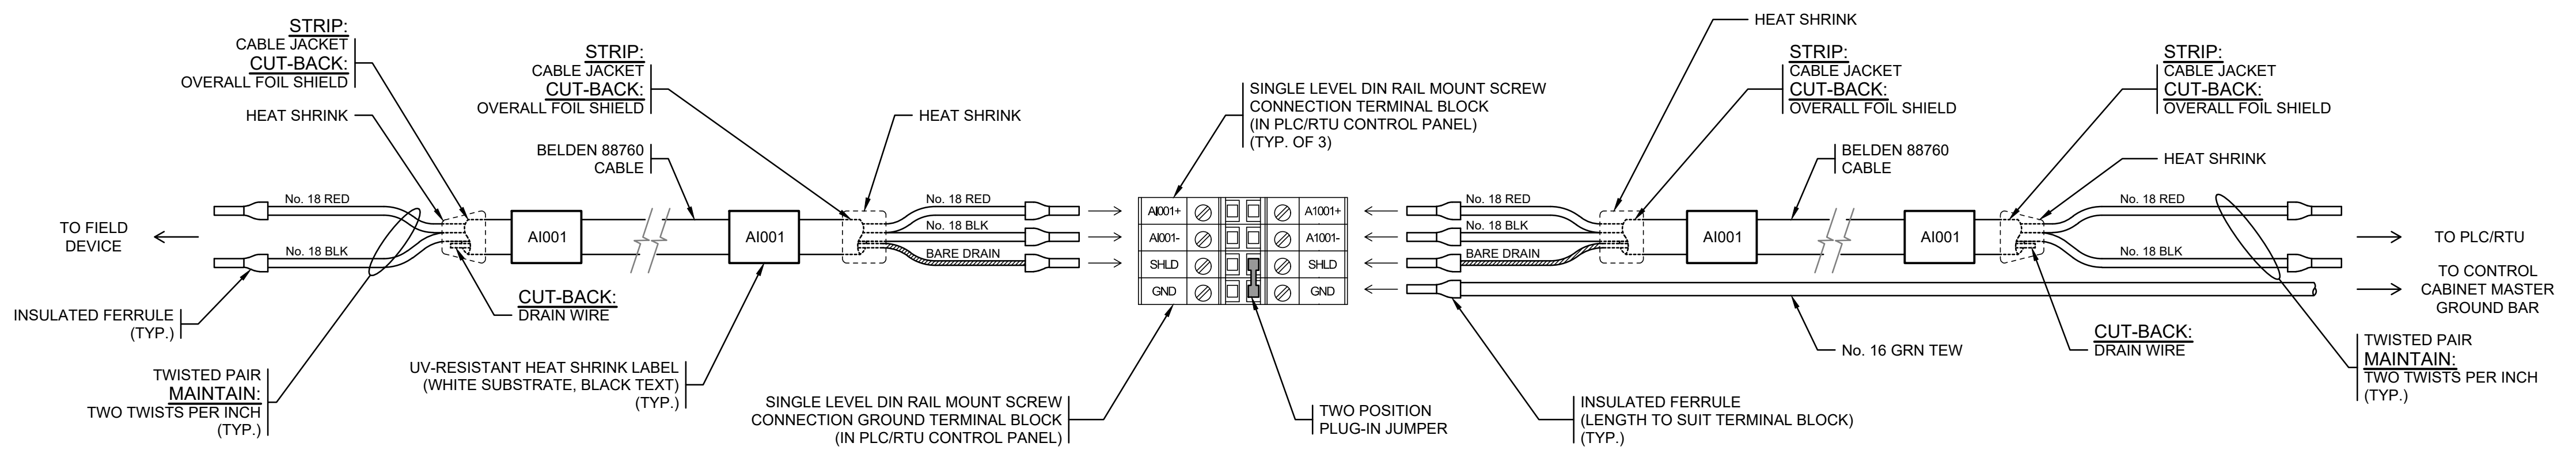 STRIP:
CABLE JACKET
CUT-BACK:
OVERALL FOIL SHIELD
HEAT SHRINK
STRIP:
CABLE JACKET
CUT-BACK:
OVERALL FOIL SHIELD
BELDEN 88760
CABLE
HEAT SHRINK
SINGLE LEVEL DIN RAIL MOUNT SCREW
CONNECTION TERMINAL BLOCK
(IN PLC/RTU CONTROL PANEL)
(TYP. OF 3)
HEAT SHRINK
STRIP:
CABLE JACKET
CUT-BACK:
OVERALL FOIL SHIELD
BELDEN 88760
CABLE
STRIP:
CABLE JACKET
CUT-BACK:
OVERALL FOIL SHIELD
HEAT SHRINK
TO FIELD
DEVICE
No. 18 RED
No. 18 BLK
AI001
AI001
No. 18 RED
No. 18 BLK
BARE DRAIN
AI001+
AI001-
SHLD
GND
A1001+
A1001-
SHLD
GND
No. 18 RED
No. 18 BLK
BARE DRAIN
AI001
AI001
No. 18 RED
No. 18 BLK
TO PLC/RTU
TO CONTROL
CABINET MASTER
GROUND BAR
INSULATED FERRULE
(TYP.)
TWISTED PAIR
MAINTAIN:
TWO TWISTS PER INCH
(TYP.)
CUT-BACK:
DRAIN WIRE
UV-RESISTANT HEAT SHRINK LABEL
(WHITE SUBSTRATE, BLACK TEXT)
(TYP.)
SINGLE LEVEL DIN RAIL MOUNT SCREW
CONNECTION GROUND TERMINAL BLOCK
(IN PLC/RTU CONTROL PANEL)
TWO POSITION
PLUG-IN JUMPER
INSULATED FERRULE
(LENGTH TO SUIT TERMINAL BLOCK)
(TYP.)
No. 16 GRN TEW
CUT-BACK:
DRAIN WIRE
TWISTED PAIR
MAINTAIN:
TWO TWISTS PER INCH
(TYP.)